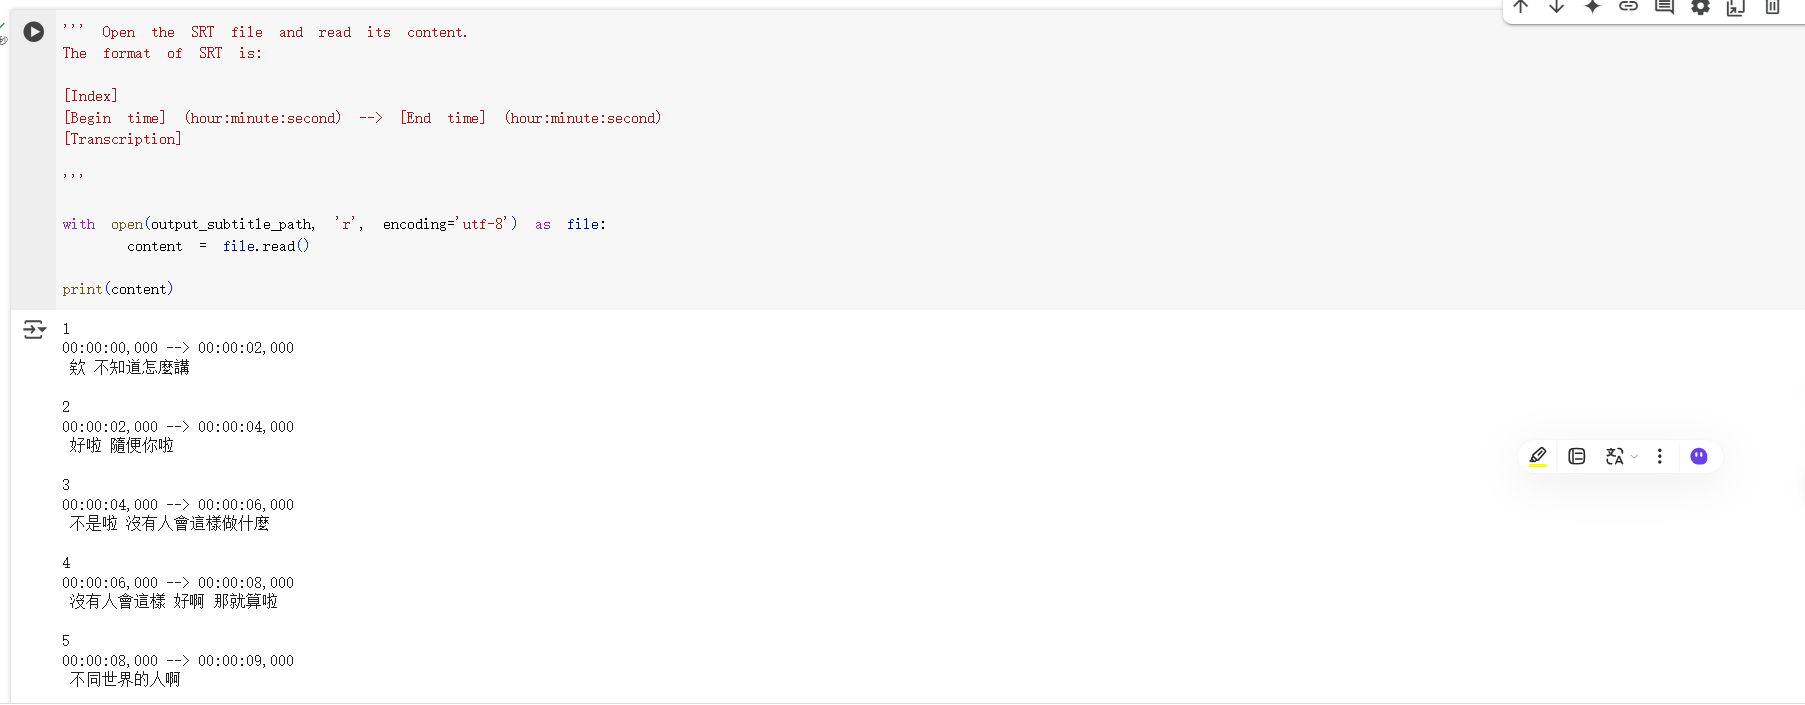 ''' Open the SRT file and read its content.
The format of SRT is:
[Index]
[Begin time] (hour:minute:second) --> [End time] (hour:minute:second)
[Transcription]
'''
with open(output_subtitle_path, 'r', encoding='utf-8') as file:
content = file.read()
print(content)
1
00:00:00,000 --> 00:00:02,000
欸 不知道怎麼講
2
00:00:02,000 --> 00:00:04,000
好啦 隨便你啦
3
00:00:04,000 --> 00:00:06,000
不是啦 沒有人會這樣做什麼
4
00:00:06,000 --> 00:00:08,000
沒有人會這樣 好啊 那就算啦
5
00:00:08,000 --> 00:00:09,000
不同世界的人啊